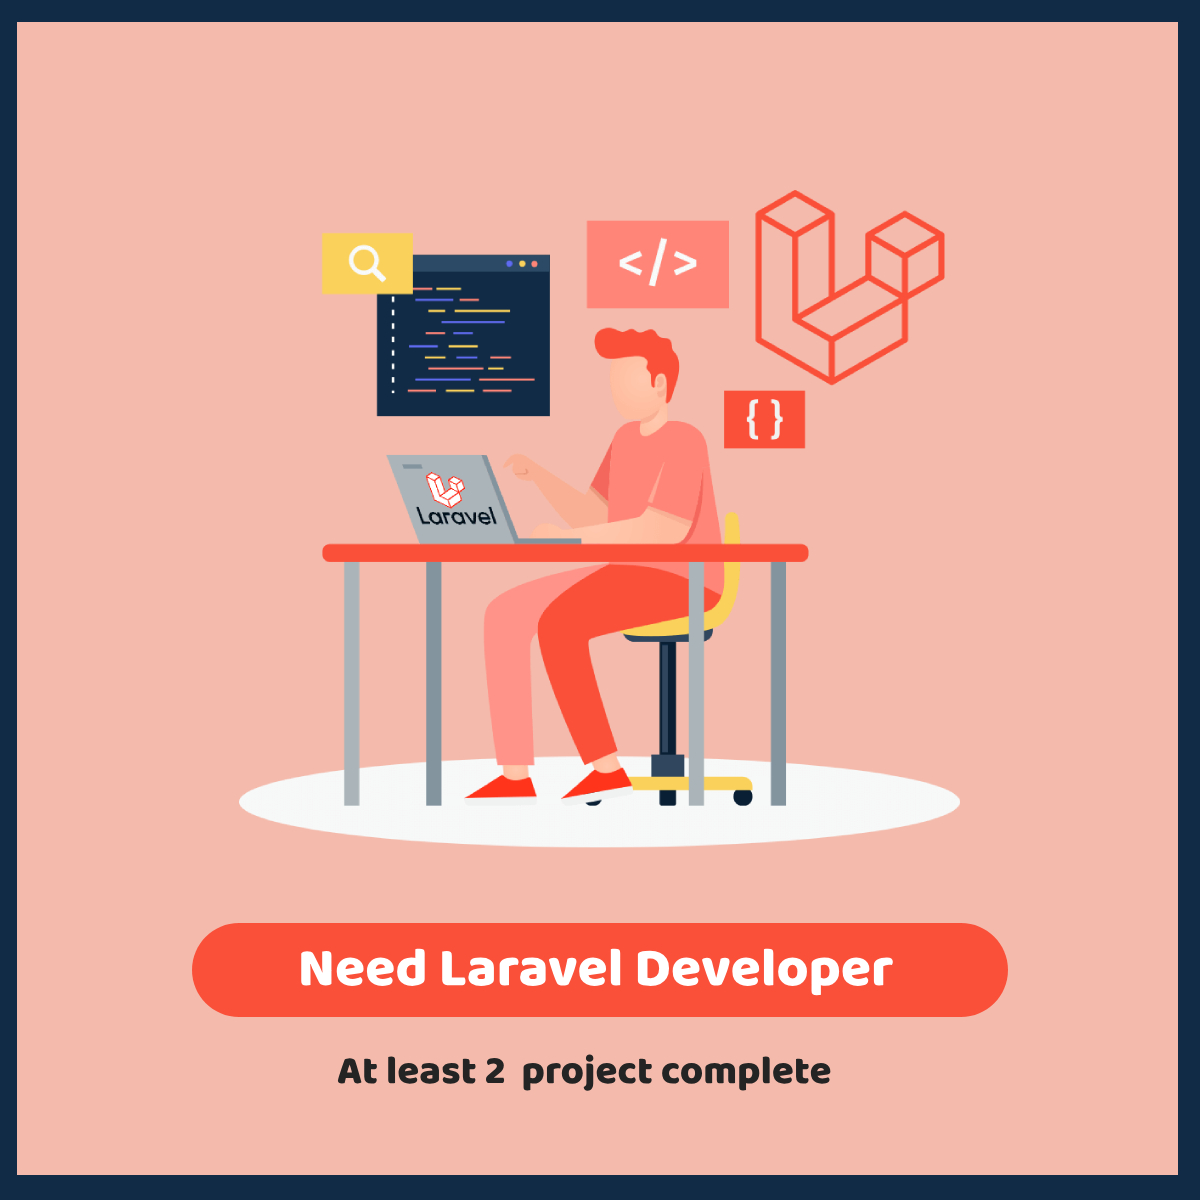 </>
{ }
Laravel
Need Laravel Developer
At least 2  project complete